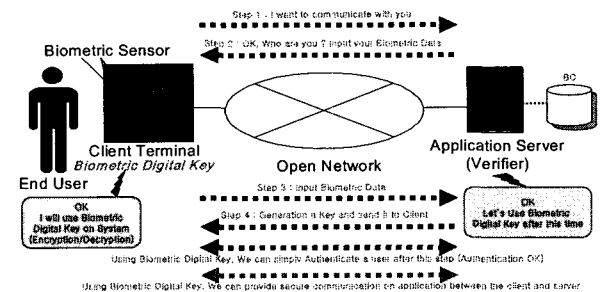 Step 1 : I want to communicate with you
Step 2 : OK, Who are you ? Input your Biometric Data
Biometric Sensor
BC
Client Terminal
Biometric Digital Key
Open Network
Application Server
(Verifier)
End User
Step 3 : Input Biometric Data
OK
I will use Biometric
Digital Key on System
(Encryption/Decryption)
OK
Let's Use Biometric
Digital Key after this time
Step 4 : Generation a Key and send it to Client
Using Biometric Digital Key, We can simply Authenticate a user after this step (Authentication OK)
Using Biometric Digital Key, We can provide secure communication on application between the client and server